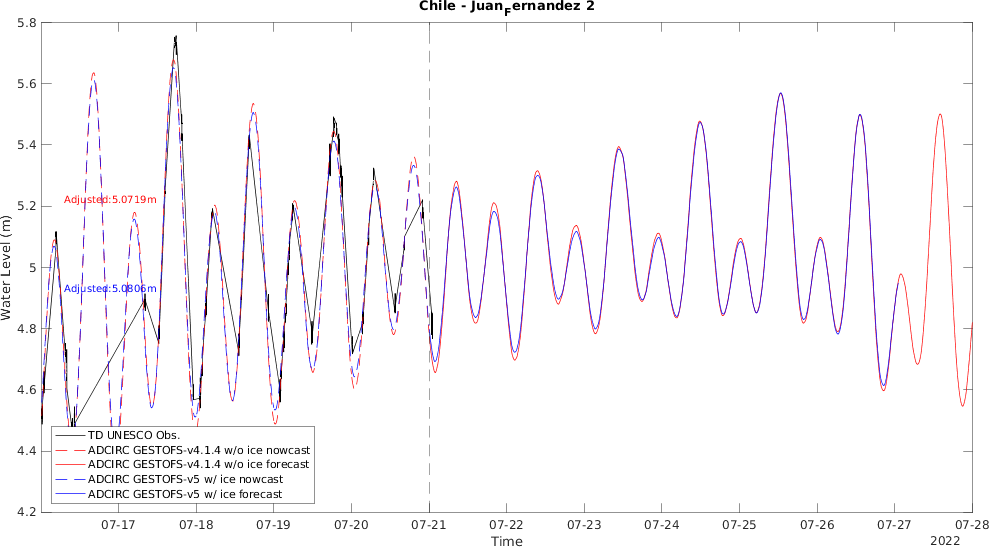 Chile - Juan_Fernandez 2
5.8
5.6
5.4
5.2
5
4.8
4.6
4.4
4.2
Water Level (m)
Adjusted:5.0719m
Adjusted:5.0806m
TD UNESCO Obs.
ADCIRC GESTOFS-v4.1.4 w/o ice nowcast
ADCIRC GESTOFS-v4.1.4 w/o ice forecast
ADCIRC GESTOFS-v5 w/ ice nowcast
ADCIRC GESTOFS-v5 w/ ice forecast
07-17 07-18 07-19 07-20 07-21 07-22 07-23 07-24 07-25 07-26 07-27 07-28
Time
2022